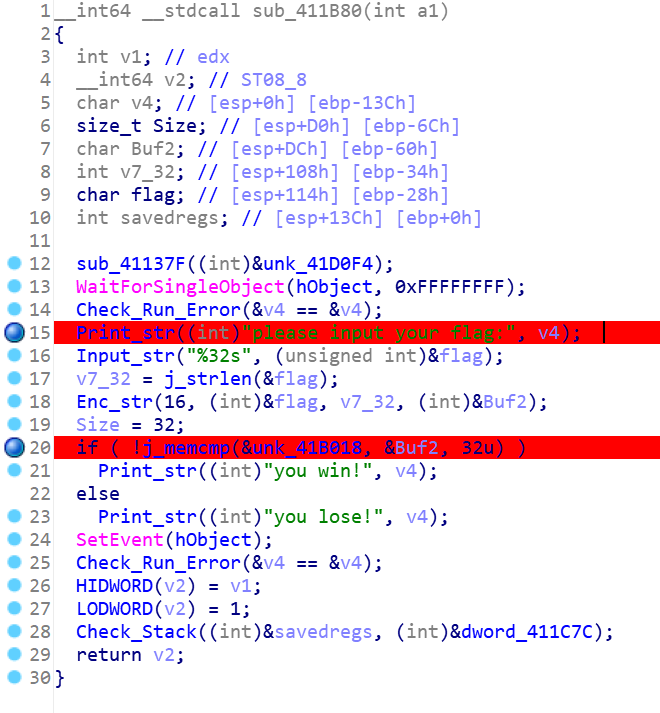 1 __int64 __stdcall sub_411B80(int a1)
2 {
3   int v1; // edx
4   __int64 v2; // ST08_8
5   char v4; // [esp+0h] [ebp-13Ch]
6   size_t Size; // [esp+D0h] [ebp-6Ch]
7   char Buf2; // [esp+DCh] [ebp-60h]
8   int v7_32; // [esp+108h] [ebp-34h]
9   char flag; // [esp+114h] [ebp-28h]
10   int savedregs; // [esp+13Ch] [ebp+0h]
11
12   sub_41137F((int)&unk_41D0F4);
13   WaitForSingleObject(hObject, 0xFFFFFFFF);
14   Check_Run_Error(&v4 == &v4);
15   Print_str((int)"please input your flag:", v4);
16   Input_str("%32s", (unsigned int)&flag);
17   v7_32 = j_strlen(&flag);
18   Enc_str(16, (int)&flag, v7_32, (int)&Buf2);
19   Size = 32;
20   if ( !j_memcmp(&unk_41B018, &Buf2, 32u) )
21     Print_str((int)"you win!", v4);
22   else
23     Print_str((int)"you lose!", v4);
24   SetEvent(hObject);
25   Check_Run_Error(&v4 == &v4);
26   HIDWORD(v2) = v1;
27   LODWORD(v2) = 1;
28   Check_Stack((int)&savedregs, (int)&dword_411C7C);
29   return v2;
30 }